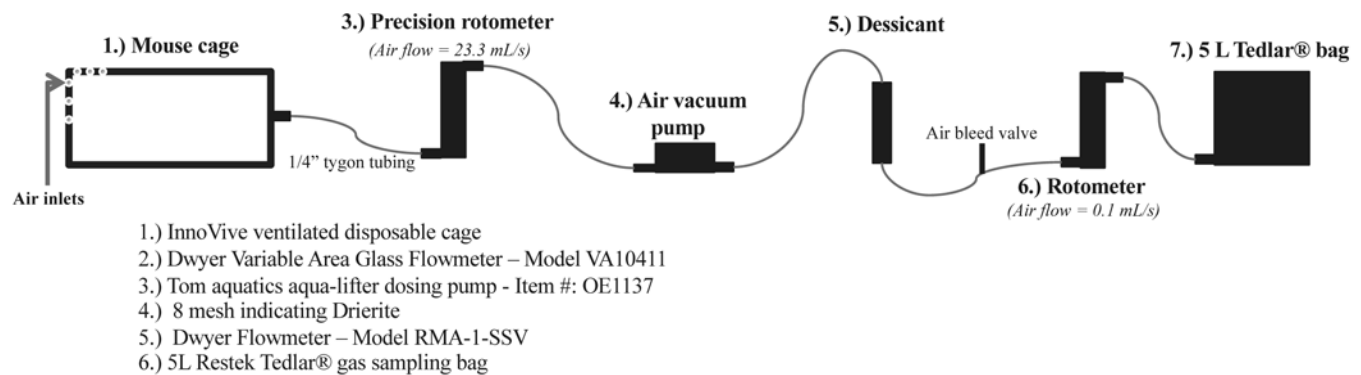 1.) Mouse cage
Air inlets
1/4” tygon tubing
3.) Precision rotometer
(Air flow = 23.3 mL/s)
4.) Air vacuum
pump
5.) Dessicant
Air bleed valve
6.) Rotometer
(Air flow = 0.1 mL/s)
7.) 5 L Tedlar® bag
1.) InnoVive ventilated disposable cage
2.) Dwyer Variable Area Glass Flowmeter – Model VA10411
3.) Tom aquatics aqua-lifter dosing pump - Item #: OE1137
4.) 8 mesh indicating Drierite
5.) Dwyer Flowmeter – Model RMA-1-SSV
6.) 5L Restek Tedlar® gas sampling bag